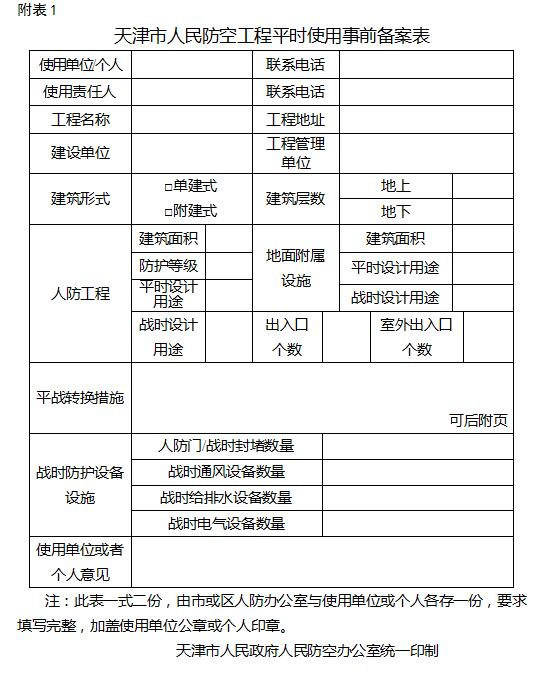 附表1
天津市人民防空工程平时使用事前备案表
使用单位/个人 联系电话
使用责任人 联系电话
工程名称 工程地址
建设单位 工程管理
单位
建筑形式 □单建式 建筑层数 地上
□附建式 地下
人防工程 建筑面积 地面附属 建筑面积
防护等级 设施 平时设计用途
平时设计
用途 战时设计用途
战时设计 出入口 室外出入口
用途 个数 个数
平战转换措施
可后附页
战时防护设备
设施
人防门/战时封堵数量
战时通风设备数量
战时给排水设备数量
战时电气设备数量
使用单位或者
个人意见
注：此表一式二份，由市或区人防办公室与使用单位或个人各存一份，要求
填写完整，加盖使用单位公章或个人印章。
天津市人民政府人民防空办公室统一印制